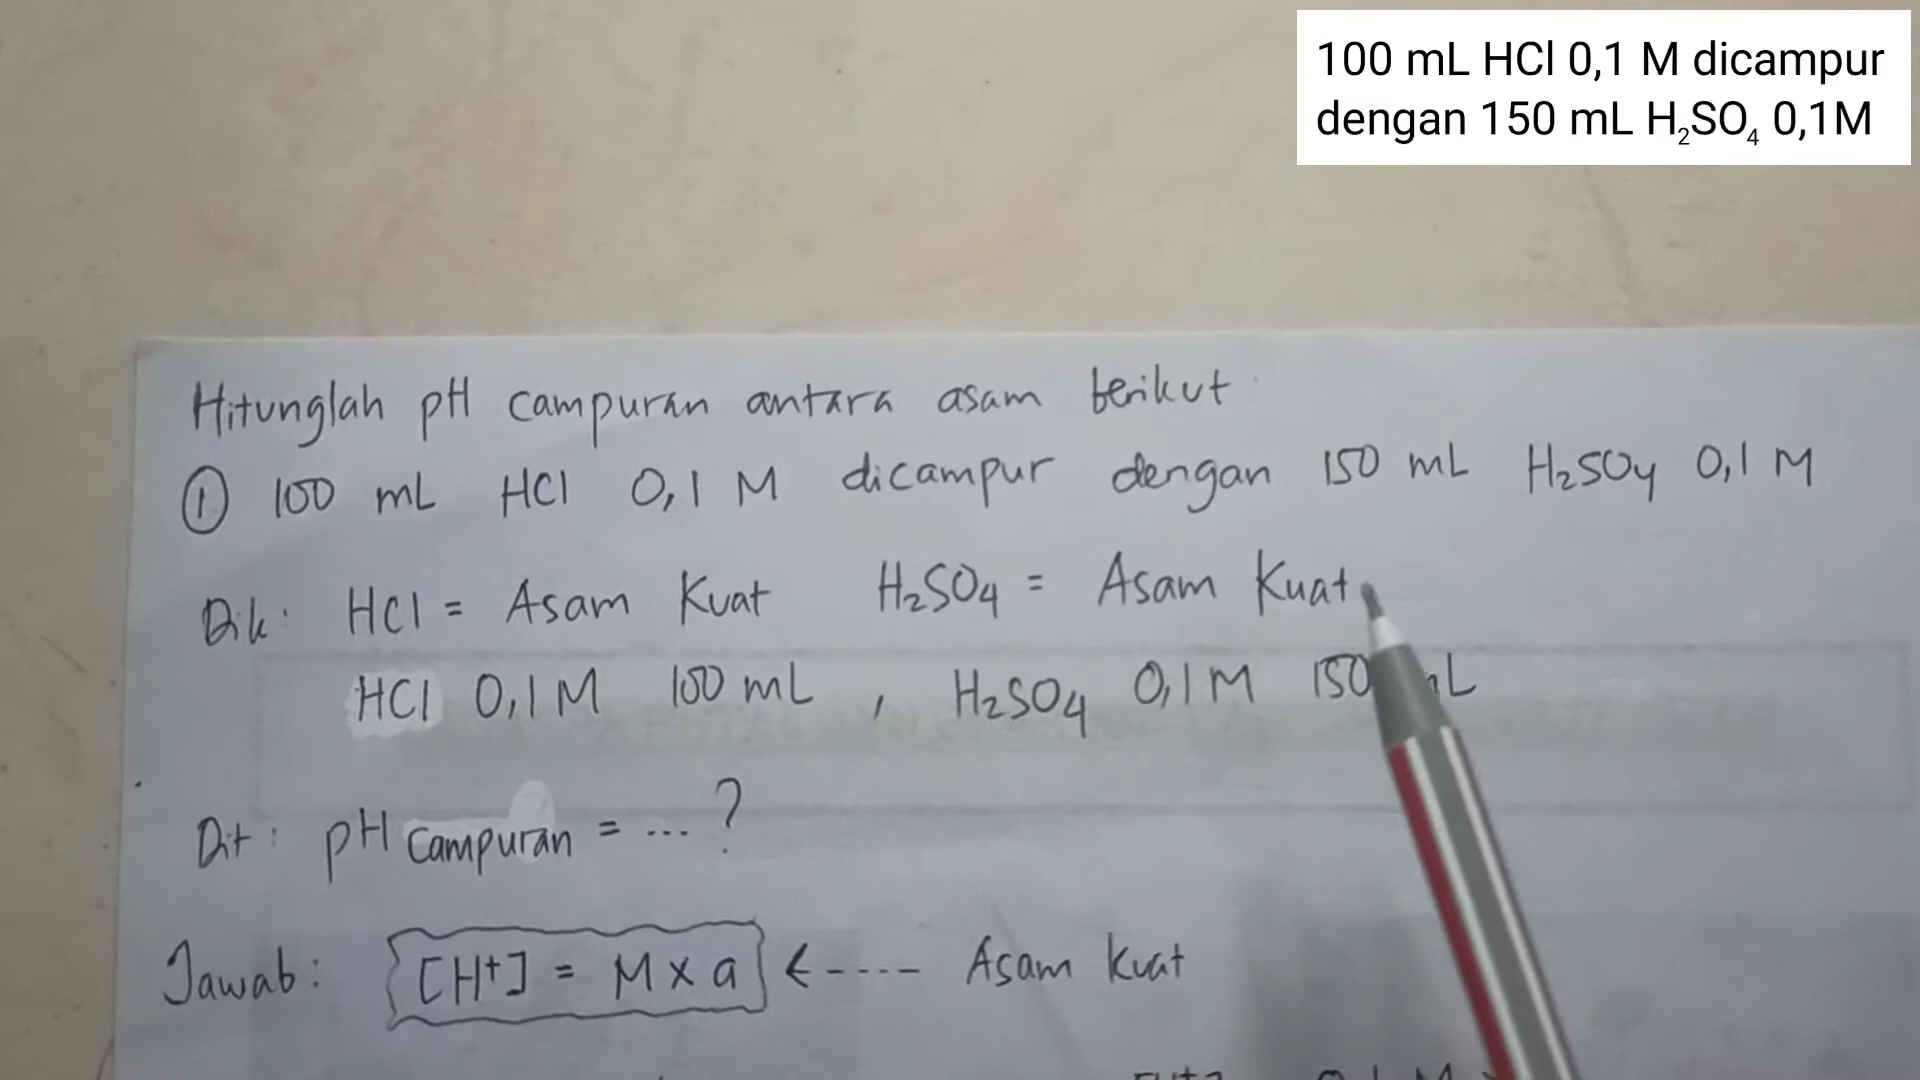 100 mL HCl 0,1 M dicampur
dengan 150 mL H₂SO₄ 0,1M
Hitunglah pH campuran antara asam berikut:
① 100 mL HCl 0,1 M dicampur dengan 150 mL H₂SO₄ 0,1 M
Dik: HCl = Asam Kuat H₂SO₄ = Asam Kuat
HCl 0,1 M 100 mL , H₂SO₄ 0,1 M 150 mL
Dit: pH campuran = ... ?
Jawab: [H⁺] = M x a <---- Asam Kuat